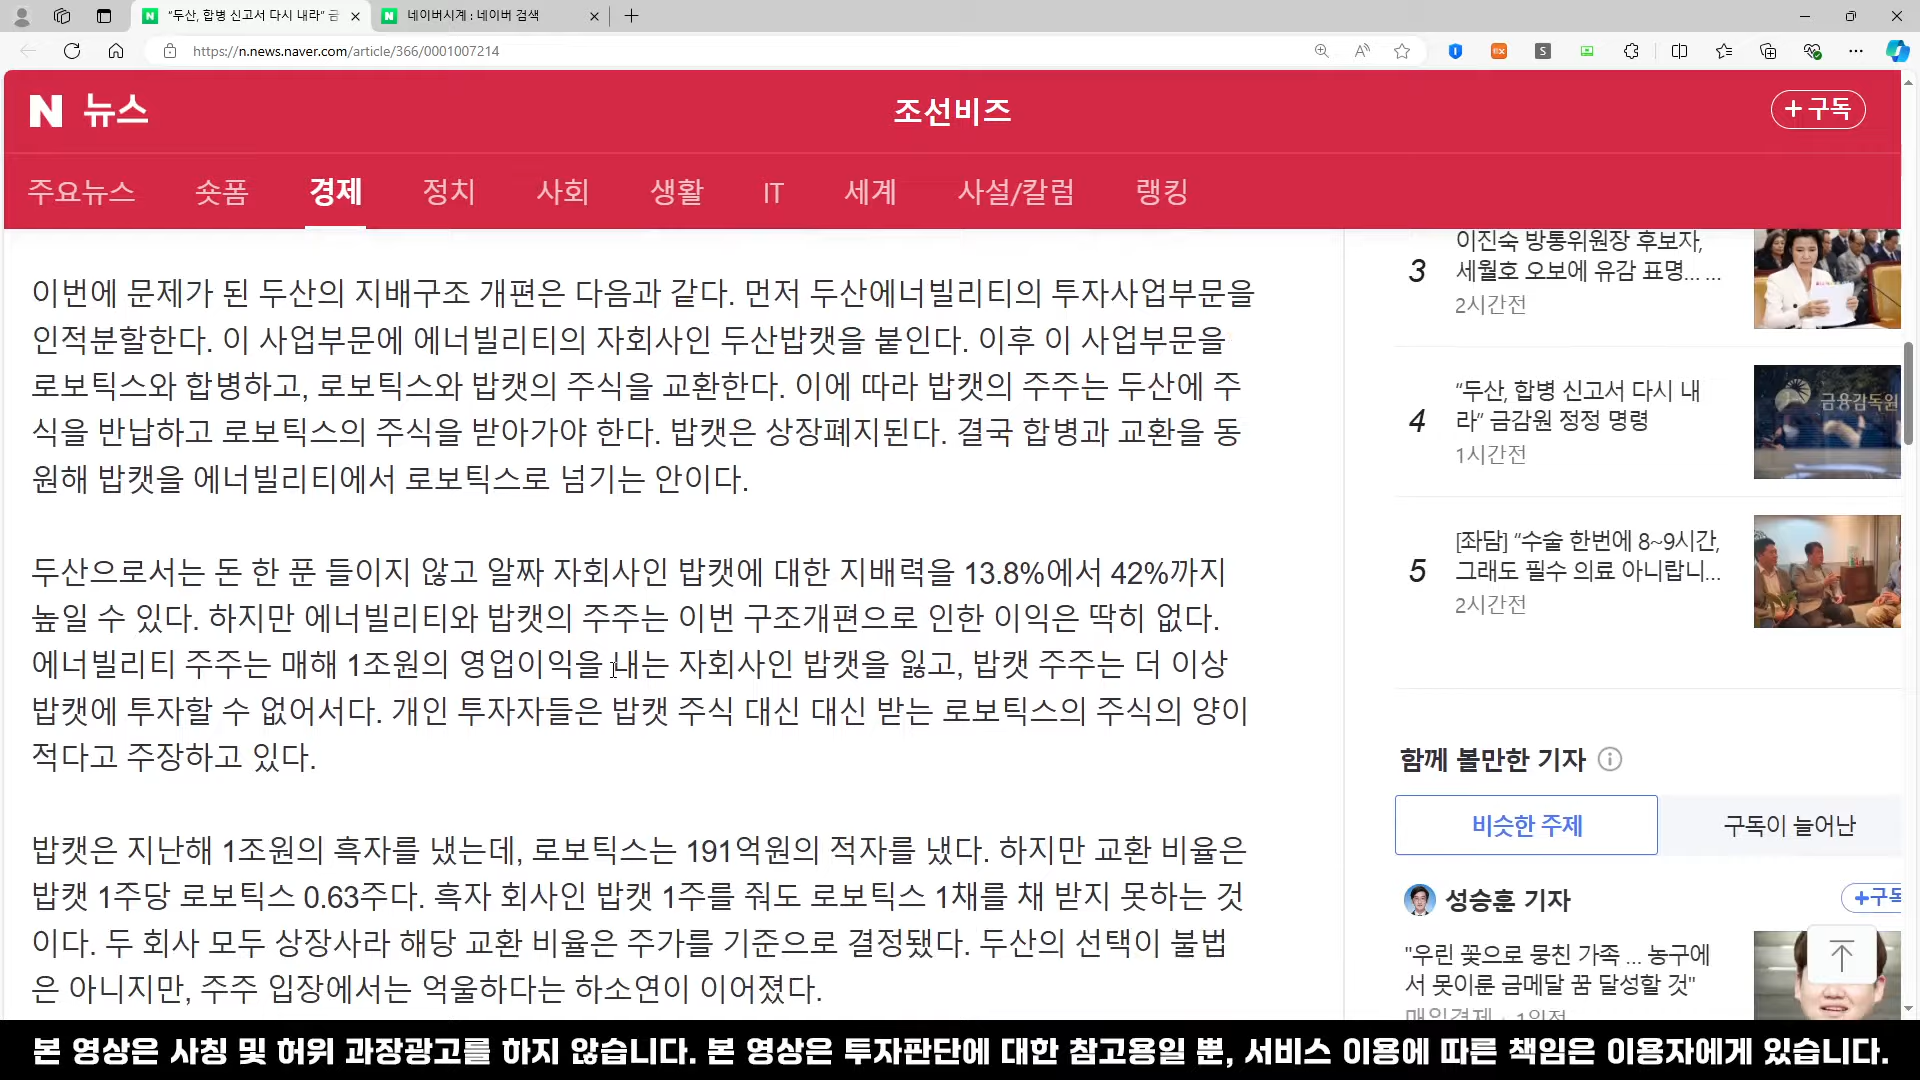 "두산, 합병 신고서 다시 내라" 금
네이버시계 : 네이버 검색
https://n.news.naver.com/article/366/0001007214
N 뉴스
조선비즈
+ 구독
주요뉴스 숏폼 경제 정치 사회 생활 IT 세계 사설/칼럼 랭킹
이번에 문제가 된 두산의 지배구조 개편은 다음과 같다. 먼저 두산에너빌리티의 투자사업부문을
인적분할한다. 이 사업부문에 에너빌리티의 자회사인 두산밥캣을 붙인다. 이후 이 사업부문을
로보틱스와 합병하고, 로보틱스와 밥캣의 주식을 교환한다. 이에 따라 밥캣의 주주는 두산에 주
식을 반납하고 로보틱스의 주식을 받아가야 한다. 밥캣은 상장폐지된다. 결국 합병과 교환을 동
원해 밥캣을 에너빌리티에서 로보틱스로 넘기는 안이다.
두산으로서는 돈 한 푼 들이지 않고 알짜 자회사인 밥캣에 대한 지배력을 13.8%에서 42%까지
높일 수 있다. 하지만 에너빌리티와 밥캣의 주주는 이번 구조개편으로 인한 이익은 딱히 없다.
에너빌리티 주주는 매해 1조원의 영업이익을 내는 자회사인 밥캣을 잃고, 밥캣 주주는 더 이상
밥캣에 투자할 수 없어서다. 개인 투자자들은 밥캣 주식 대신 대신 받는 로보틱스의 주식의 양이
적다고 주장하고 있다.
밥캣은 지난해 1조원의 흑자를 냈는데, 로보틱스는 191억원의 적자를 냈다. 하지만 교환 비율은
밥캣 1주당 로보틱스 0.63주다. 흑자 회사인 밥캣 1주를 줘도 로보틱스 1채를 채 받지 못하는 것
이다. 두 회사 모두 상장사라 해당 교환 비율은 주가를 기준으로 결정됐다. 두산의 선택이 불법
은 아니지만, 주주 입장에서는 억울하다는 하소연이 이어졌다.
3
이진숙 방통위원장 후보자,
세월호 오보에 유감 표명... ...
2시간전
4
"두산, 합병 신고서 다시 내
라" 금감원 정정 명령
1시간전
금융감독원
5
[좌담] "수술 한번에 8~9시간,
그래도 필수 의료 아니랍니...
2시간전
함께 볼만한 기자
비슷한 주제
구독이 늘어난
성승훈 기자
+구독
"우린 꽃으로 뭉친 가족 ... 농구에
서 못이룬 금메달 꿈 달성할 것"
매일경제 · 1일전
본 영상은 사칭 및 허위 과장광고를 하지 않습니다. 본 영상은 투자판단에 대한 참고용일 뿐, 서비스 이용에 따른 책임은 이용자에게 있습니다.